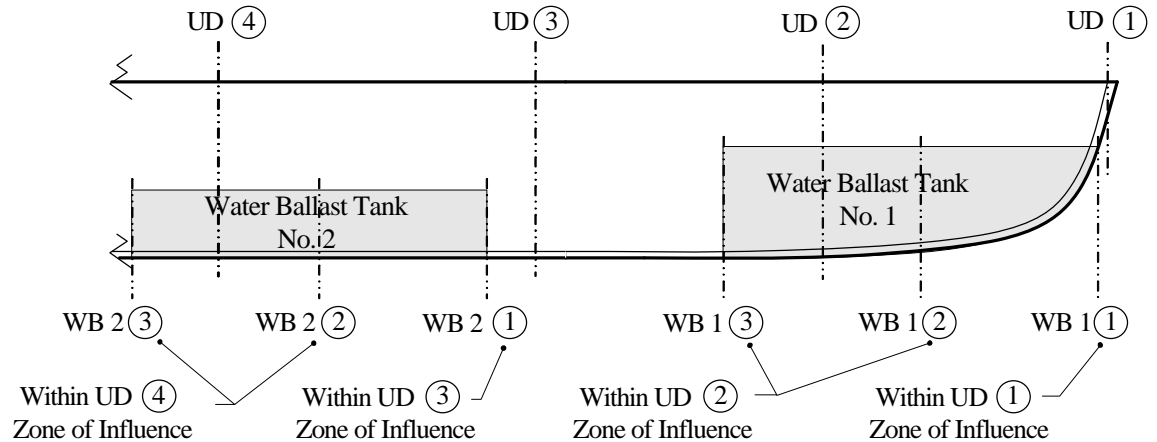 UD ④ UD ③ UD ② UD ①
Water Ballast Tank
No. 2
Water Ballast Tank
No. 1
WB 2 ③ WB 2 ② WB 2 ① WB 1 ③ WB 1 ② WB 1 ①
Within UD ④ Within UD ③ Within UD ② Within UD ①
Zone of Influence Zone of Influence Zone of Influence Zone of Influence